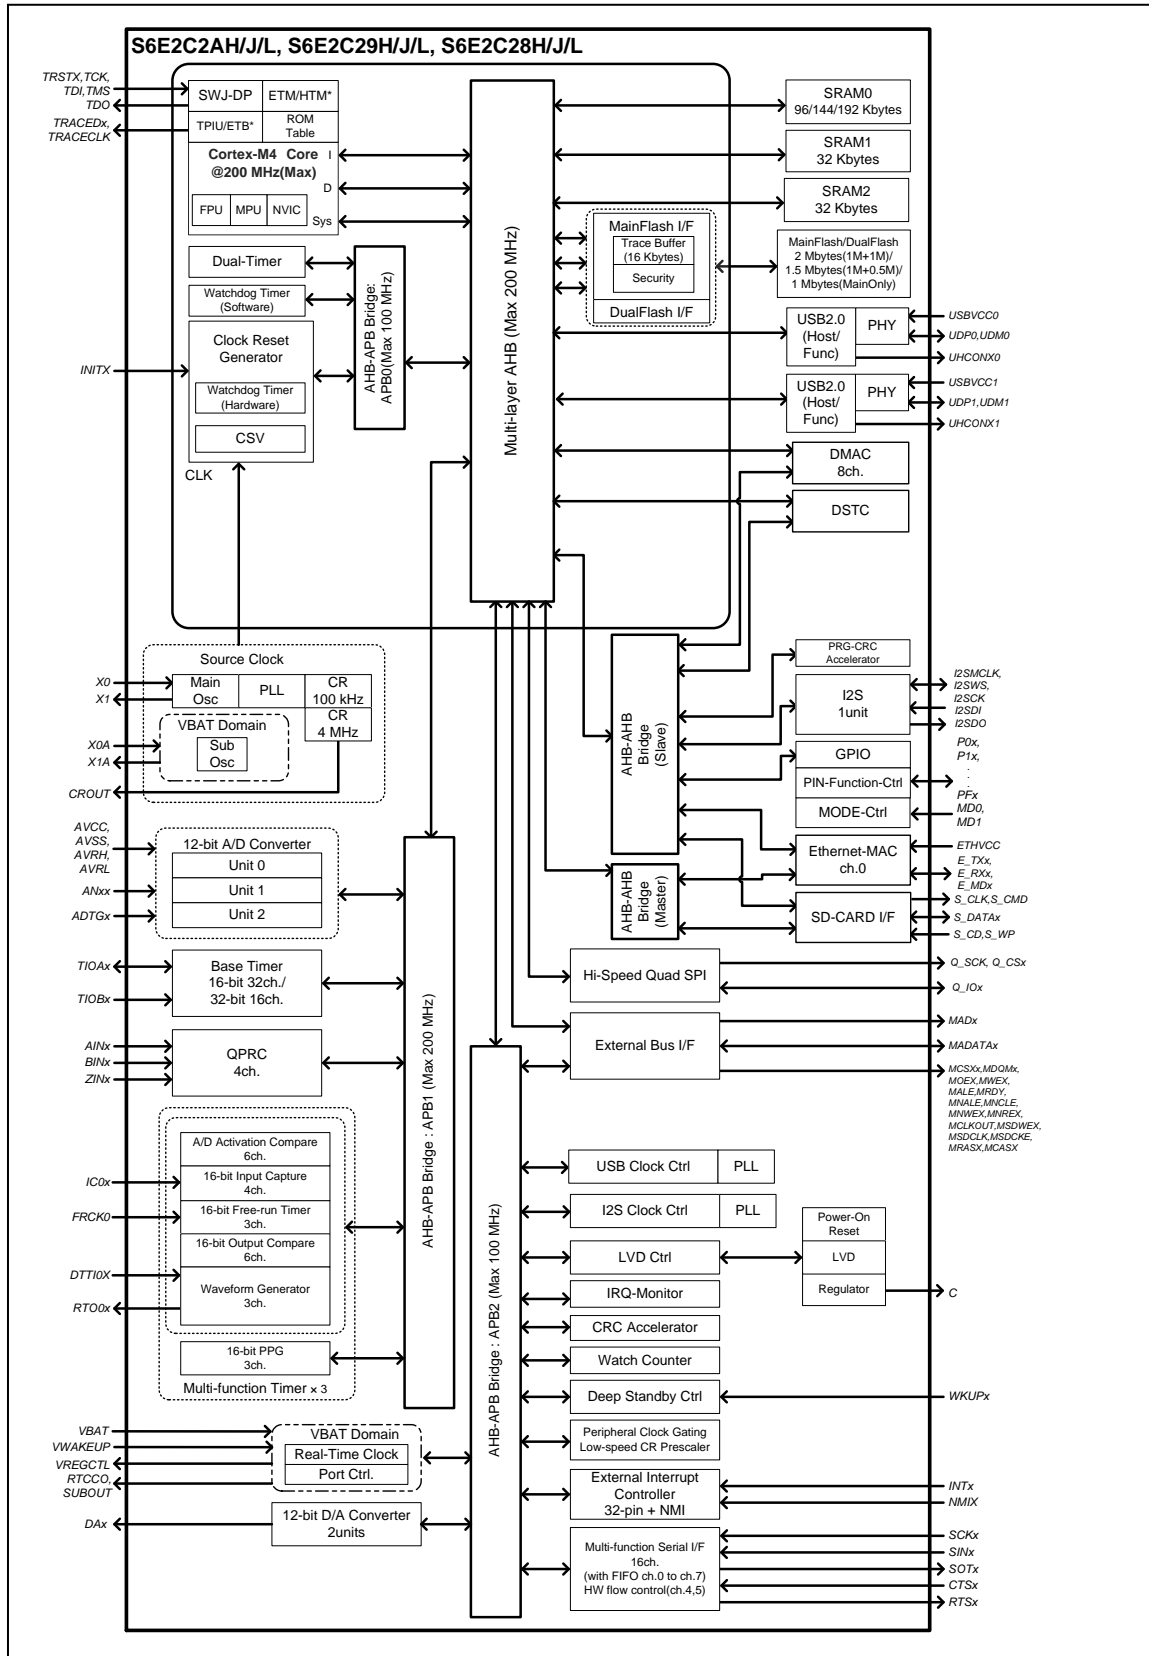 S6E2C2AH/J/L, S6E2C29H/J/L, S6E2C28H/J/L
TRSTX,TCK,
TDI,TMS
TDO
TRACEDx,
TRACECLK
SWJ-DP
ETM/HTM*
TPIU/ETB*
ROM
Table
Cortex-M4 Core
@200 MHz(Max)
I
D
Sys
FPU
MPU
NVIC
Dual-Timer
Watchdog Timer
(Software)
Clock Reset
Generator
INITX
Watchdog Timer
(Hardware)
CSV
CLK
AHB-APB Bridge:
APB0(Max 100 MHz)
Multi-layer AHB (Max 200 MHz)
MainFlash I/F
Trace Buffer
(16 Kbytes)
Security
DualFlash I/F
SRAM0
96/144/192 Kbytes
SRAM1
32 Kbytes
SRAM2
32 Kbytes
MainFlash/DualFlash
2 Mbytes(1M+1M)/
1.5 Mbytes(1M+0.5M)/
1 Mbytes(MainOnly)
USB2.0
(Host/
Func)
PHY
USBVCC0
UDP0,UDM0
UHCONX0
USB2.0
(Host/
Func)
PHY
USBVCC1
UDP1,UDM1
UHCONX1
DMAC
8ch.
DSTC
Source Clock
X0
X1
Main
Osc
PLL
CR
100 kHz
CR
4 MHz
VBAT Domain
Sub
Osc
X0A
X1A
CROUT
AHB-AHB
Bridge
(Slave)
AHB-AHB
Bridge
(Master)
PRG-CRC
Accelerator
I2S
1unit
I2SMCLK,
I2SWS,
I2SCK
I2SDI
I2SDO
GPIO
PIN-Function-Ctrl
MODE-Ctrl
P0x,
P1x,
.
.
.
PFx
MD0,
MD1
Ethernet-MAC
ch.0
ETHVCC
E_TXx,
E_RXx,
E_MDx
SD-CARD I/F
S_CLK,S_CMD
S_DATAx
S_CD,S_WP
AVCC,
AVSS,
AVRH,
AVRL
ANxx
ADTGx
12-bit A/D Converter
Unit 0
Unit 1
Unit 2
TIOAx
TIOBx
Base Timer
16-bit 32ch./
32-bit 16ch.
AINx
BINx
ZINx
QPRC
4ch.
AHB-APB Bridge : APB1 (Max 200 MHz)
Hi-Speed Quad SPI
Q_SCK, Q_CSx
Q_IOx
External Bus I/F
MADx
MADATAx
MCSXx,MDQMx,
MOEX,MWEX,
MALE,MRDY,
MNALE,MNCLE,
MNWEX,MNREX,
MCLKOUT,MSDWEX,
MSDCLK,MSDCKE,
MRASX,MCASX
A/D Activation Compare
6ch.
IC0x
16-bit Input Capture
4ch.
FRCK0
16-bit Free-run Timer
3ch.
16-bit Output Compare
6ch.
DTTI0X
RTO0x
Waveform Generator
3ch.
16-bit PPG
3ch.
Multi-function Timer × 3
AHB-APB Bridge : APB2 (Max 100 MHz)
USB Clock Ctrl
PLL
I2S Clock Ctrl
PLL
LVD Ctrl
Power-On
Reset
LVD
Regulator
C
IRQ-Monitor
CRC Accelerator
Watch Counter
Deep Standby Ctrl
WKUPx
Peripheral Clock Gating
Low-speed CR Prescaler
External Interrupt
Controller
32-pin + NMI
INTx
NMIX
Multi-function Serial I/F
16ch.
(with FIFO ch.0 to ch.7)
HW flow control(ch.4,5)
SCKx
SINx
SOTx
CTSx
RTSx
VBAT
VWAKEUP
VREGCTL
RTCCO,
SUBOUT
VBAT Domain
Real-Time Clock
Port Ctrl.
DAx
12-bit D/A Converter
2units